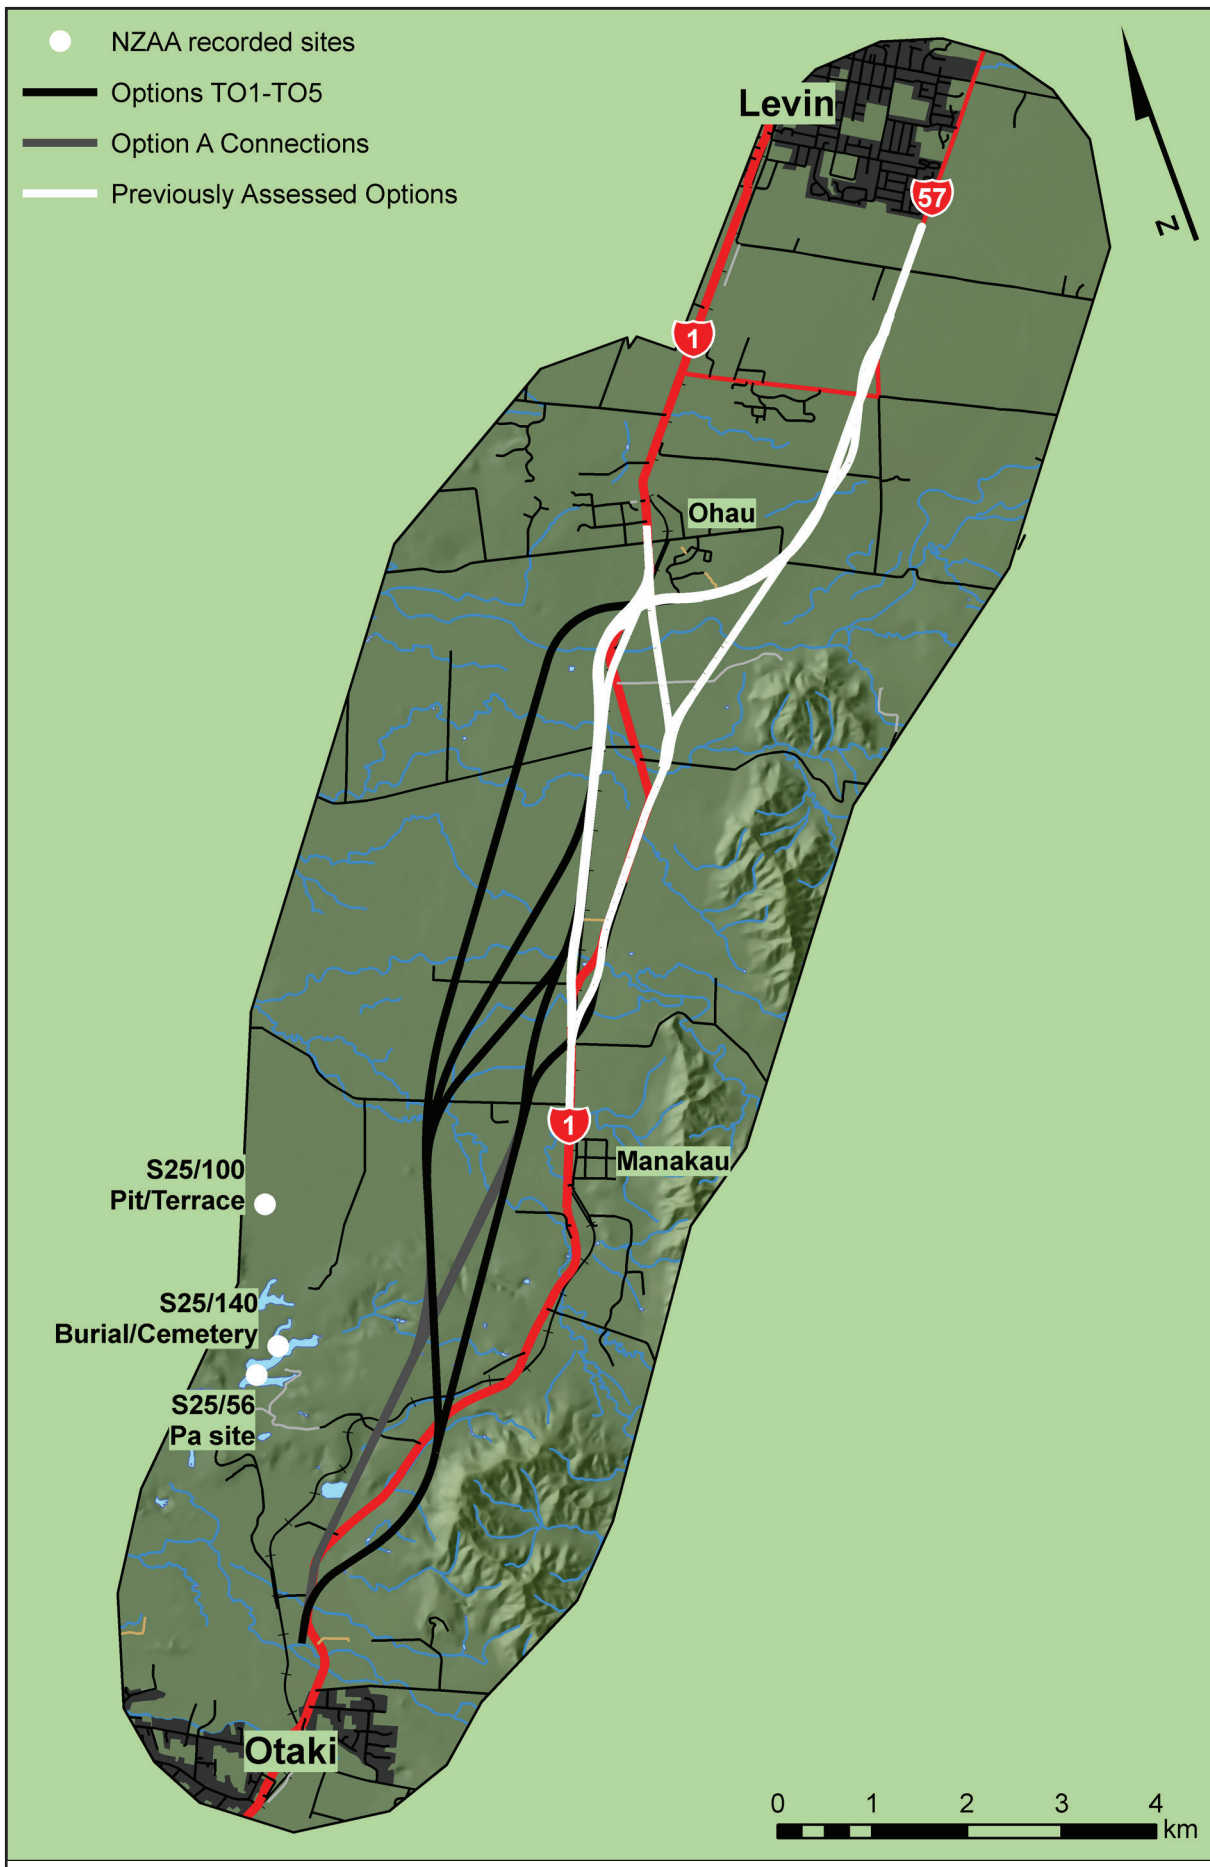 NZAA recorded sites
Options TO1-TO5
Option A Connections
Previously Assessed Options
Levin
57
N
1
Ohau
1
Manakau
S25/100
Pit/Terrace
S25/140
Burial/Cemetery
S25/56
Pa site
Otaki
0 1 2 3 4
km